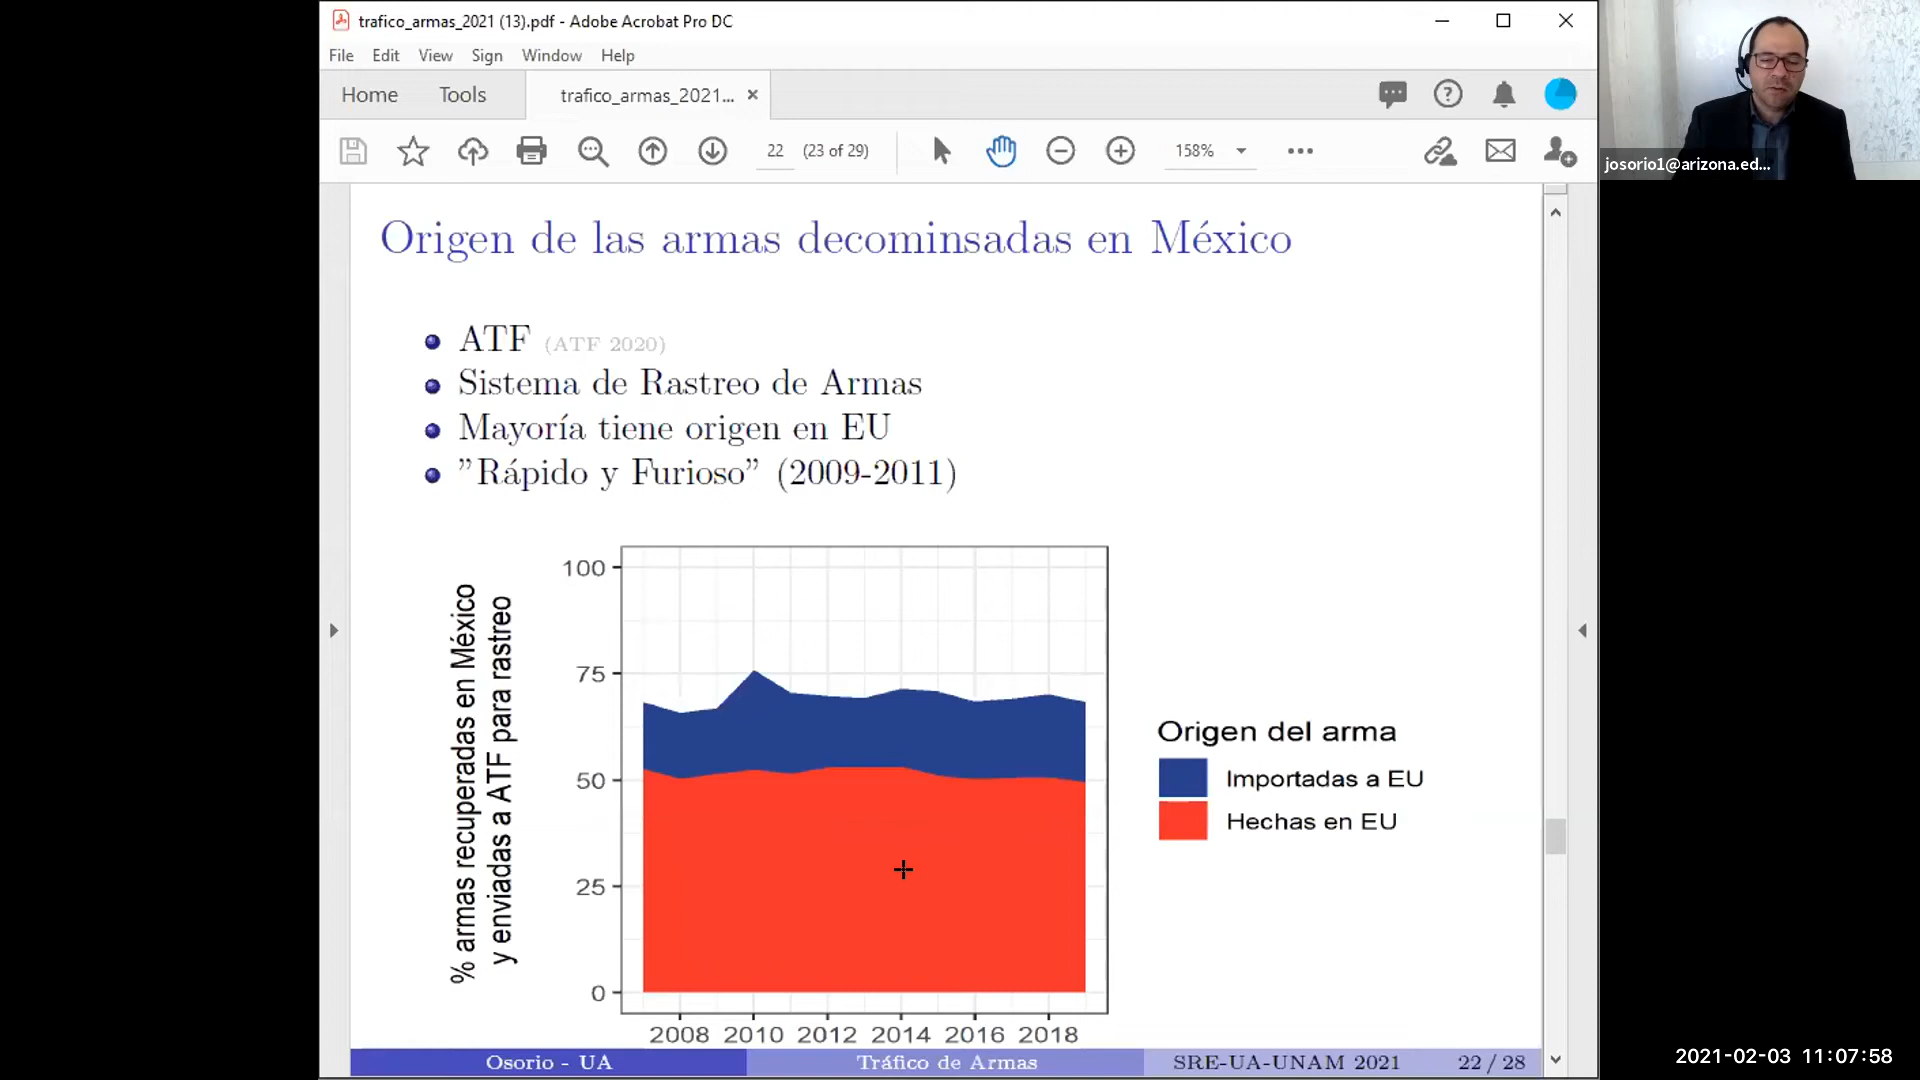 trafico_armas_2021 (13).pdf - Adobe Acrobat Pro DC
File Edit View Sign Window Help
Home Tools trafico_armas_2021...
22 (23 of 29) 158%
josorio1@arizona.ed...
Origen de las armas decominsadas en México
ATF (ATF 2020)
Sistema de Rastreo de Armas
Mayoría tiene origen en EU
"Rápido y Furioso" (2009-2011)
% armas recuperadas en México
y enviadas a ATF para rastreo
100
75
50
25
0
2008 2010 2012 2014 2016 2018
Origen del arma
Importadas a EU
Hechas en EU
Osorio - UA Tráfico de Armas SRE-UA-UNAM 2021 22 / 28
2021-02-03 11:07:58